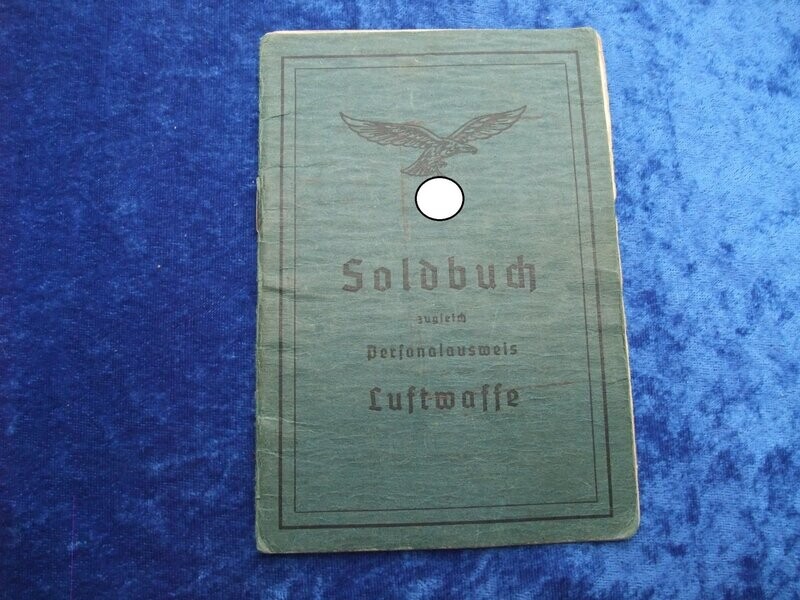 Soldbuch
zugleich
Personalausweis
Luftwaffe